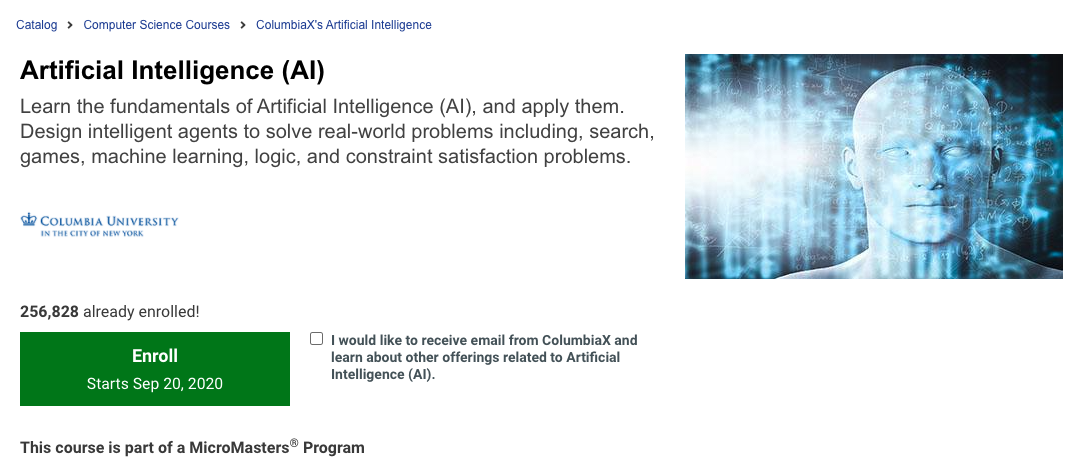 Catalog > Computer Science Courses > ColumbiaX's Artificial Intelligence
Artificial Intelligence (AI)
Learn the fundamentals of Artificial Intelligence (AI), and apply them.
Design intelligent agents to solve real-world problems including, search,
games, machine learning, logic, and constraint satisfaction problems.
COLUMBIA UNIVERSITY
IN THE CITY OF NEW YORK
256,828 already enrolled!
Enroll
Starts Sep 20, 2020
I would like to receive email from ColumbiaX and
learn about other offerings related to Artificial
Intelligence (AI).
This course is part of a MicroMasters® Program